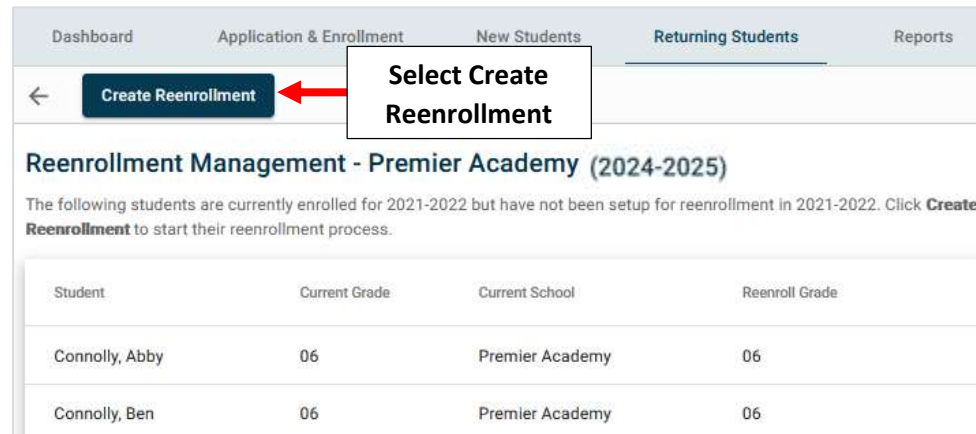 Dashboard Application & Enrollment New Students Returning Students Reports
Create Reenrollment
Select Create
Reenrollment
Reenrollment Management - Premier Academy (2024-2025)
The following students are currently enrolled for 2021-2022 but have not been setup for reenrollment in 2021-2022. Click Create
Reenrollment to start their reenrollment process.
Student Current Grade Current School Reenroll Grade
Connolly, Abby 06 Premier Academy 06
Connolly, Ben 06 Premier Academy 06